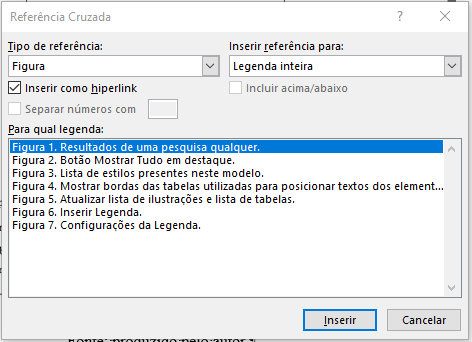 Referência Cruzada
Tipo de referência:
Inserir referência para:
Figura
Legenda inteira
Inserir como hiperlink
Incluir acima/abaixo
Separar números com
Para qual legenda:
Figura 1. Resultados de uma pesquisa qualquer.
Figura 2. Botão Mostrar Tudo em destaque.
Figura 3. Lista de estilos presentes neste modelo.
Figura 4. Mostrar bordas das tabelas utilizadas para posicionar textos dos element...
Figura 5. Atualizar lista de ilustrações e lista de tabelas.
Figura 6. Inserir Legenda.
Figura 7. Configurações da Legenda.
Inserir
Cancelar
Fonte: produzido pelo autor.¶